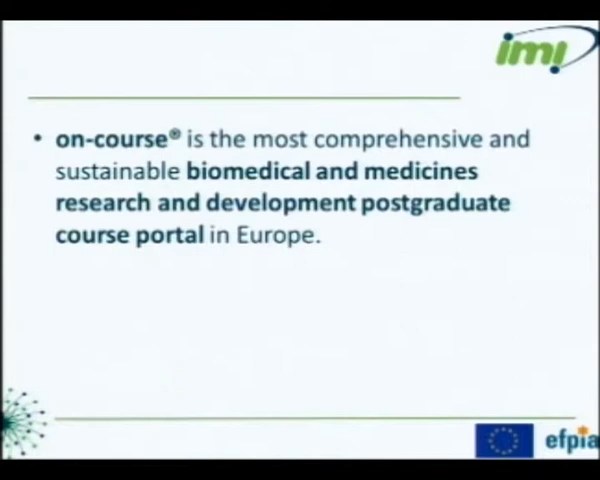 imi
• on-course® is the most comprehensive and
sustainable biomedical and medicines
research and development postgraduate
course portal in Europe.
efpia